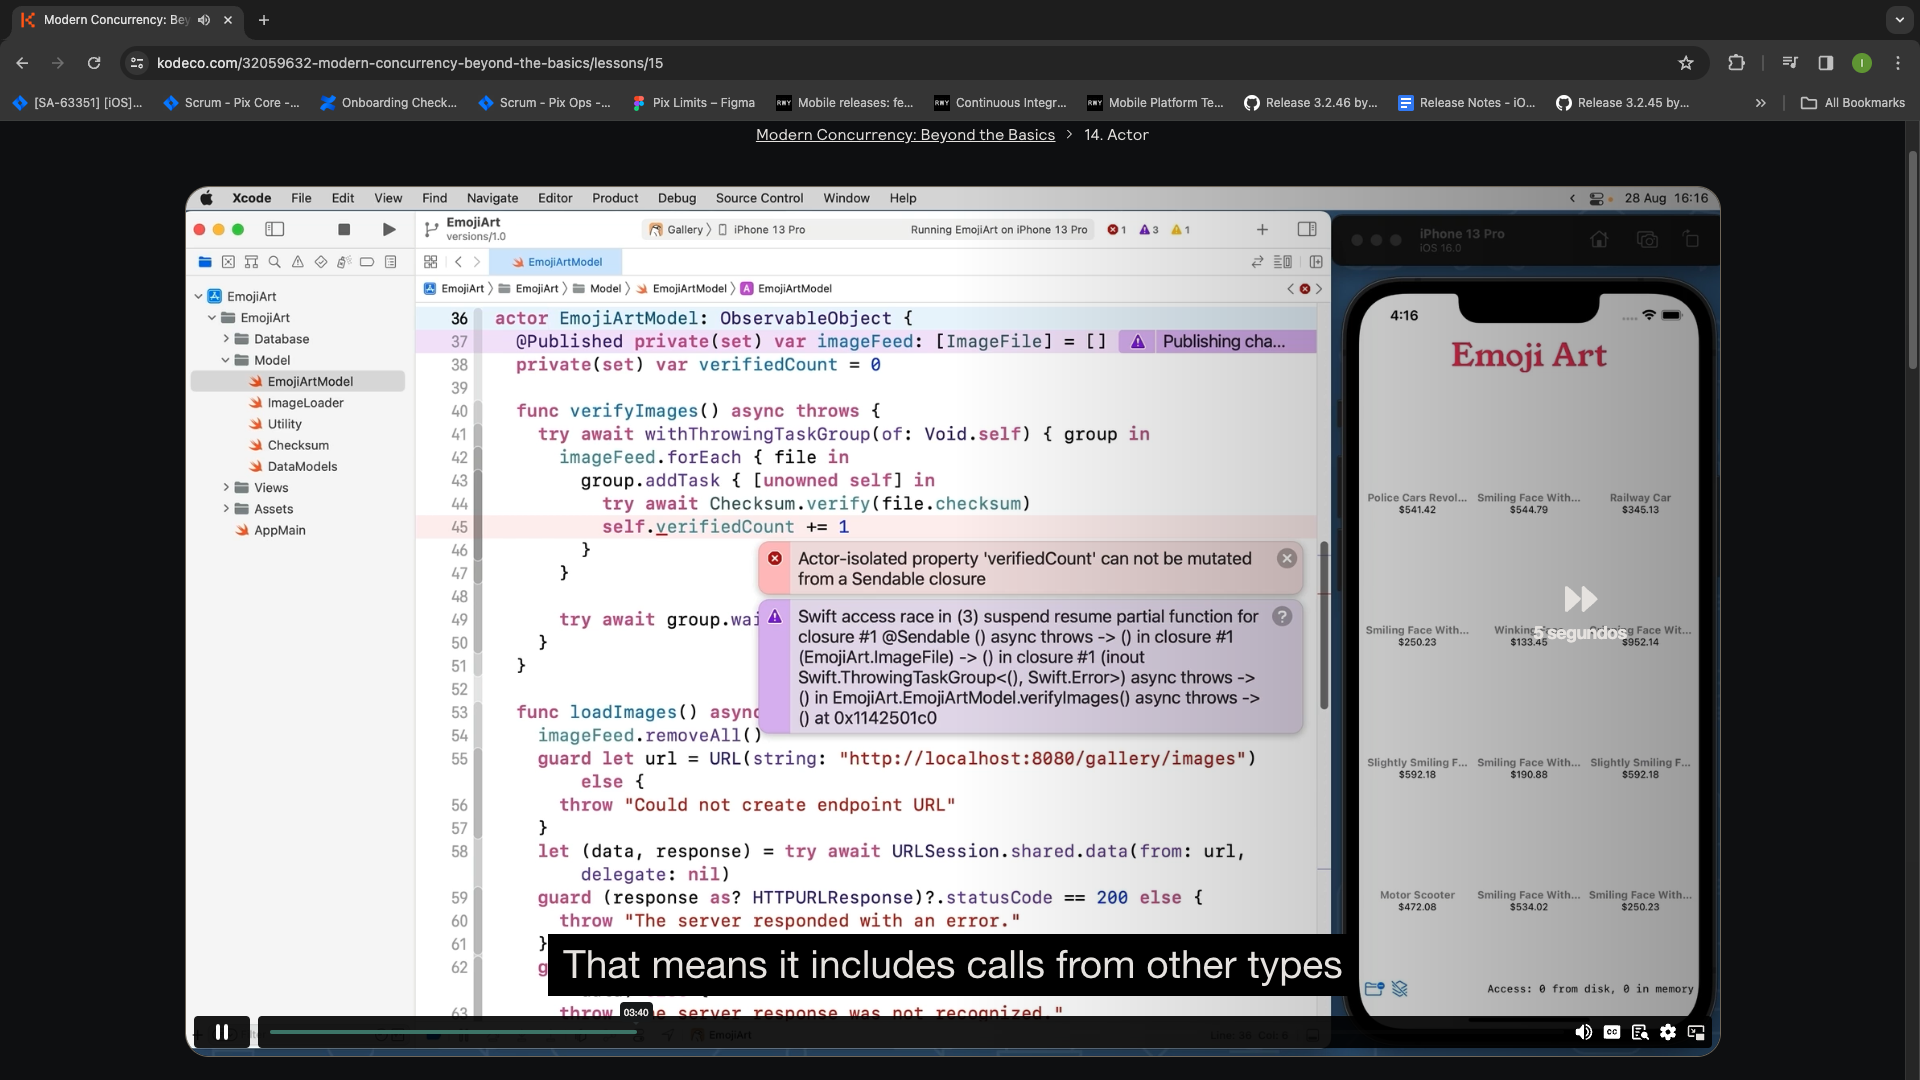 Modern Concurrency: Bey
kodeco.com/32059632-modern-concurrency-beyond-the-basics/lessons/15
[SA-63351] [iOS]...
Scrum - Pix Core -...
Onboarding Check...
Scrum - Pix Ops -...
Pix Limits – Figma
Mobile releases: fe...
Continuous Integr...
Mobile Platform Te...
Release 3.2.46 by...
Release Notes - iO...
Release 3.2.45 by...
All Bookmarks
Modern Concurrency: Beyond the Basics > 14. Actor
Xcode File Edit View Find Navigate Editor Product Debug Source Control Window Help
28 Aug 16:16
EmojiArt
versions/1.0
Gallery
iPhone 13 Pro
Running EmojiArt on iPhone 13 Pro
1
3
1
EmojiArtModel
EmojiArt
EmojiArt
Model
EmojiArtModel
EmojiArtModel
EmojiArt
EmojiArt
Database
Model
EmojiArtModel
ImageLoader
Utility
Checksum
DataModels
Views
Assets
AppMain
36 actor EmojiArtModel: ObservableObject {
37 @Published private(set) var imageFeed: [ImageFile] = [] Publishing cha...
38 private(set) var verifiedCount = 0
39
40 func verifyImages() async throws {
41 try await withThrowingTaskGroup(of: Void.self) { group in
42 imageFeed.forEach { file in
43 group.addTask { [unowned self] in
44 try await Checksum.verify(file.checksum)
45 self.verifiedCount += 1
46 }
47 }
48
49 try await group.wai
50 }
51 }
52
53 func loadImages() async
54 imageFeed.removeAll()
55 guard let url = URL(string: "http://localhost:8080/gallery/images")
else {
56 throw "Could not create endpoint URL"
57 }
58 let (data, response) = try await URLSession.shared.data(from: url,
delegate: nil)
59 guard (response as? HTTPURLResponse)?.statusCode == 200 else {
60 throw "The server responded with an error."
61 }
62 g
63 throw "The server response was not recognized."
Actor-isolated property 'verifiedCount' can not be mutated
from a Sendable closure
Swift access race in (3) suspend resume partial function for
closure #1 @Sendable () async throws -> () in closure #1
(EmojiArt.ImageFile) -> () in closure #1 (inout
Swift.ThrowingTaskGroup<(), Swift.Error>) async throws ->
() in EmojiArt.EmojiArtModel.verifyImages() async throws ->
() at 0x1142501c0
That means it includes calls from other types
03:40
EmojiArt
iPhone 13 Pro
iOS 16.0
4:16
Emoji Art
Police Cars Revol... Smiling Face With... Railway Car
$541.42 $544.79 $345.13
Smiling Face With...
$250.23 $133.45 $952.14
5 segundos
Slightly Smiling F... Smiling Face With... Slightly Smiling F...
$592.18 $190.88 $592.18
Motor Scooter Smiling Face With... Smiling Face With...
$472.08 $534.02 $250.23
Access: 0 from disk, 0 in memory
CC